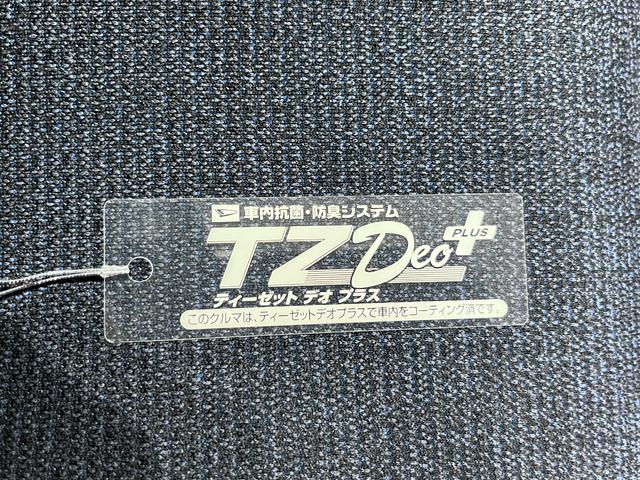 車内抗菌・防臭システム
TZ Deo PLUS
ティーゼット デオ プラス
このクルマは、ティーゼットデオプラスで車内をコーティング済です。